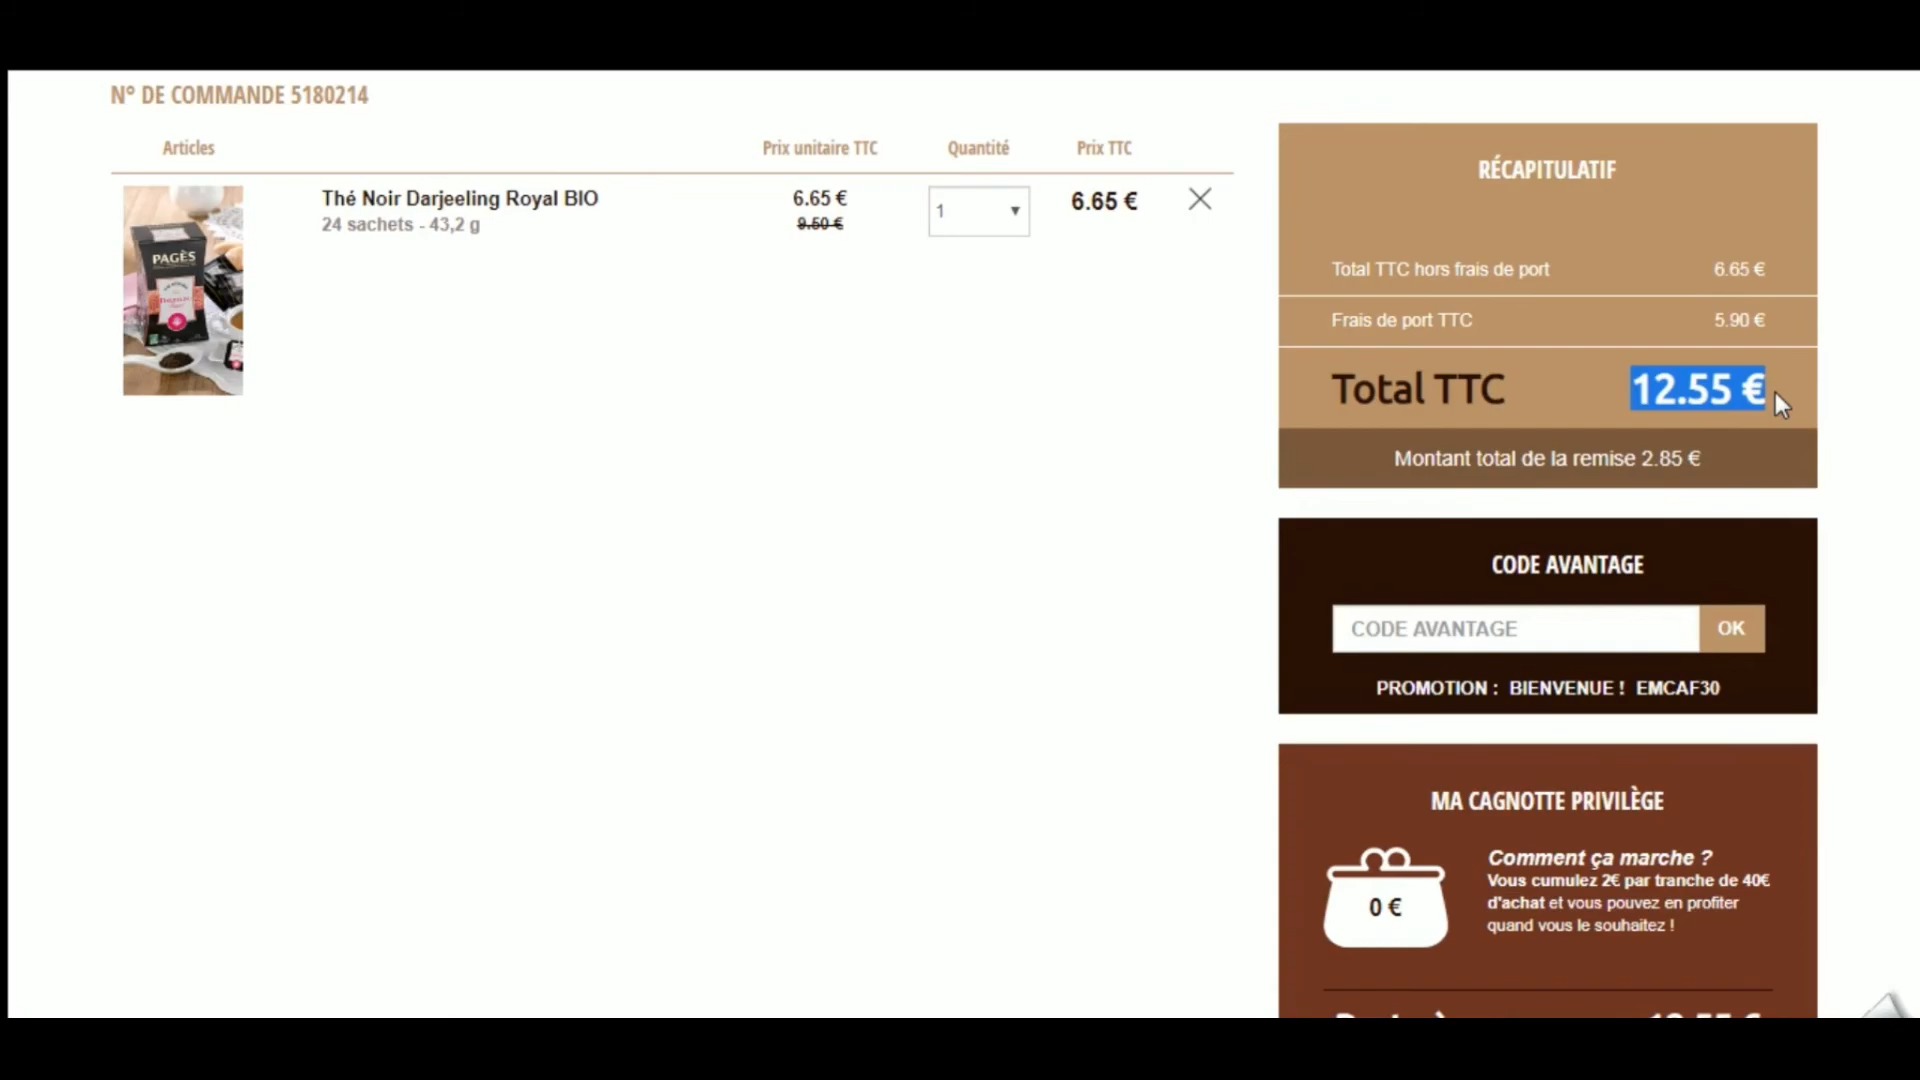 N° DE COMMANDE 5180214
Articles Prix unitaire TTC Quantité Prix TTC
Thé Noir Darjeeling Royal BIO 6.65 € 1 6.65 €
24 sachets - 43,2 g 9.50 €
PAGÈS
RÉCAPITULATIF
Total TTC hors frais de port 6.65 €
Frais de port TTC 5.90 €
Total TTC 12.55 €
Montant total de la remise 2.85 €
CODE AVANTAGE
CODE AVANTAGE OK
PROMOTION : BIENVENUE ! EMCAF30
MA CAGNOTTE PRIVILÈGE
0 €
Comment ça marche ?
Vous cumulez 2€ par tranche de 40€
d'achat et vous pouvez en profiter
quand vous le souhaitez !